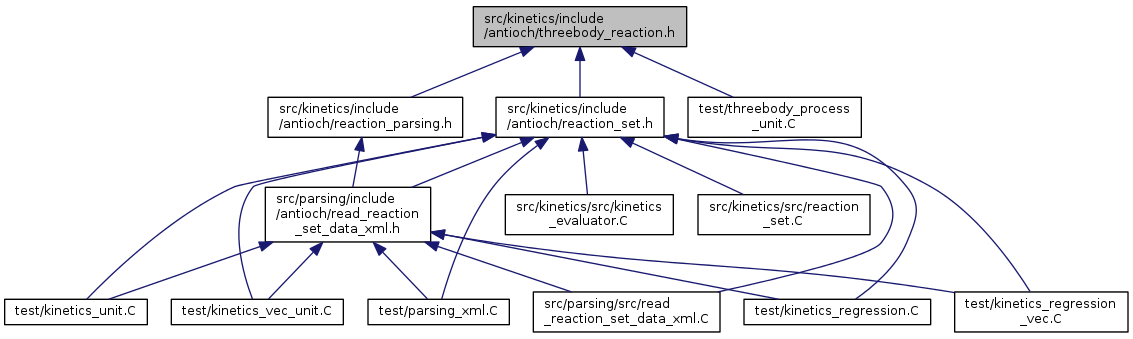 src/kinetics/include
/antioch/threebody_reaction.h
src/kinetics/include
/antioch/reaction_parsing.h
src/kinetics/include
/antioch/reaction_set.h
test/threebody_process
_unit.C
src/parsing/include
/antioch/read_reaction
_set_data_xml.h
src/kinetics/src/kinetics
_evaluator.C
src/kinetics/src/reaction
_set.C
test/kinetics_unit.C
test/kinetics_vec_unit.C
test/parsing_xml.C
src/parsing/src/read
_reaction_set_data_xml.C
test/kinetics_regression.C
test/kinetics_regression
_vec.C